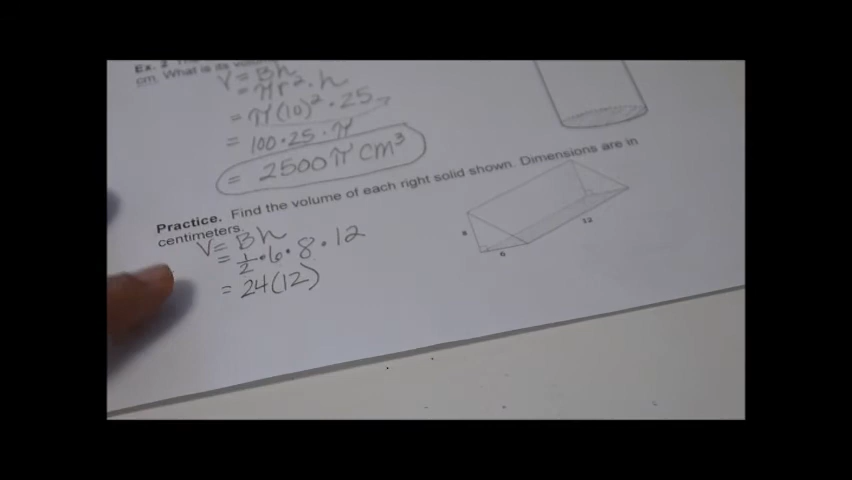 Ex. 2
cm. What is its
V = Bh
= πr² · h
= π(10)² · 25
= 100 · 25 · π
= 2500π cm³
Practice. Find the volume of each right solid shown. Dimensions are in
centimeters.
V = Bh
= 1/2 · 6 · 8 · 12
= 24(12)
8
6
12